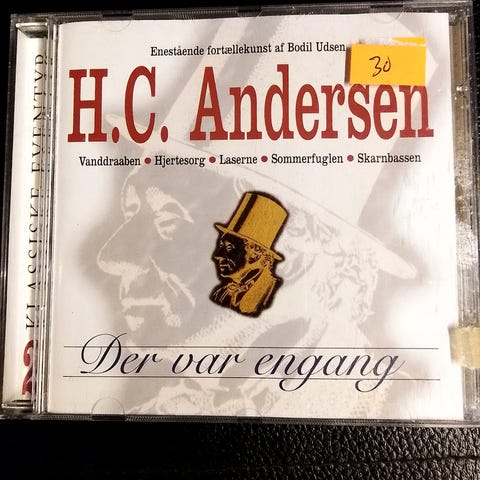 Enestående fortællekunst af Bodil Udsen
30
H.C. Andersen
Vanddraaben • Hjertesorg • Laserne • Sommerfuglen • Skarnbassen
Der var engang
KLASSISKE EVENTYR